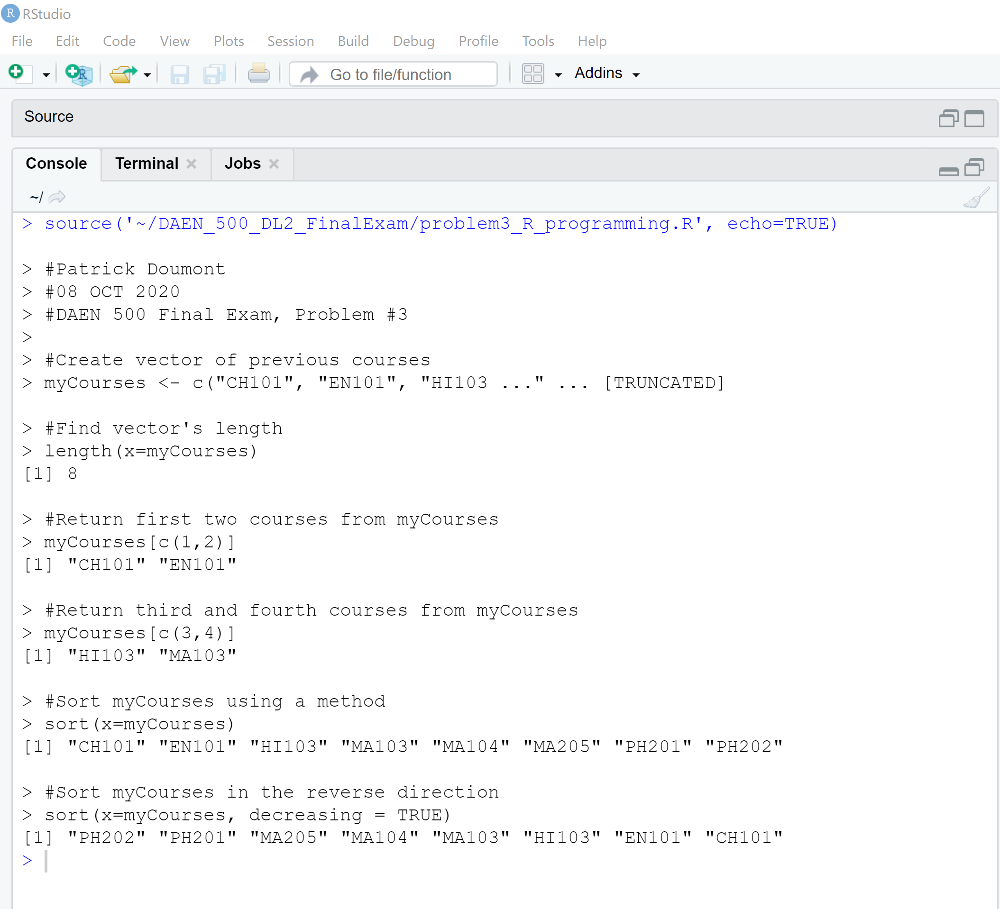 R RStudio
File Edit Code View Plots Session Build Debug Profile Tools Help
R Go to file/function Addins
Source
Console Terminal Jobs
~/
> source('~/DAEN_500_DL2_FinalExam/problem3_R_programming.R', echo=TRUE)
> #Patrick Doumont
> #08 OCT 2020
> #DAEN 500 Final Exam, Problem #3
>
> #Create vector of previous courses
> myCourses <- c("CH101", "EN101", "HI103 ..." ... [TRUNCATED]
> #Find vector's length
> length(x=myCourses)
[1] 8
> #Return first two courses from myCourses
> myCourses[c(1,2)]
[1] "CH101" "EN101"
> #Return third and fourth courses from myCourses
> myCourses[c(3,4)]
[1] "HI103" "MA103"
> #Sort myCourses using a method
> sort(x=myCourses)
[1] "CH101" "EN101" "HI103" "MA103" "MA104" "MA205" "PH201" "PH202"
> #Sort myCourses in the reverse direction
> sort(x=myCourses, decreasing = TRUE)
[1] "PH202" "PH201" "MA205" "MA104" "MA103" "HI103" "EN101" "CH101"
>